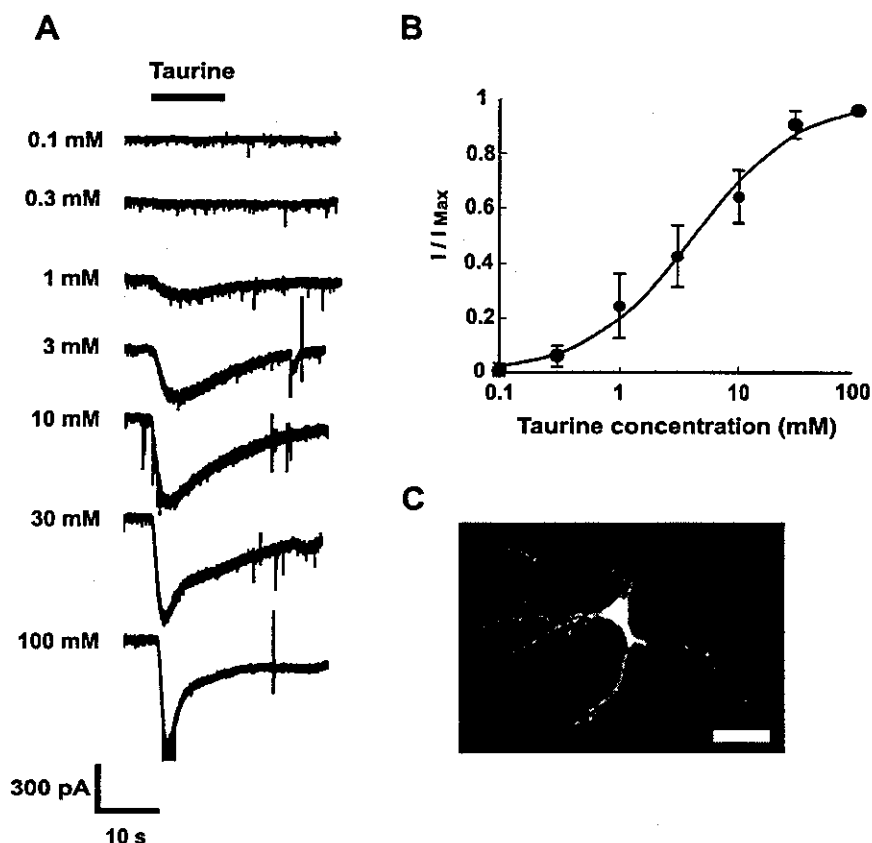 A
Taurine
0.1 mM
0.3 mM
1 mM
3 mM
10 mM
30 mM
100 mM
300 pA
10 s
B
I / I Max
1
0.8
0.6
0.4
0.2
0
0.1
1
10
100
Taurine concentration (mM)
C